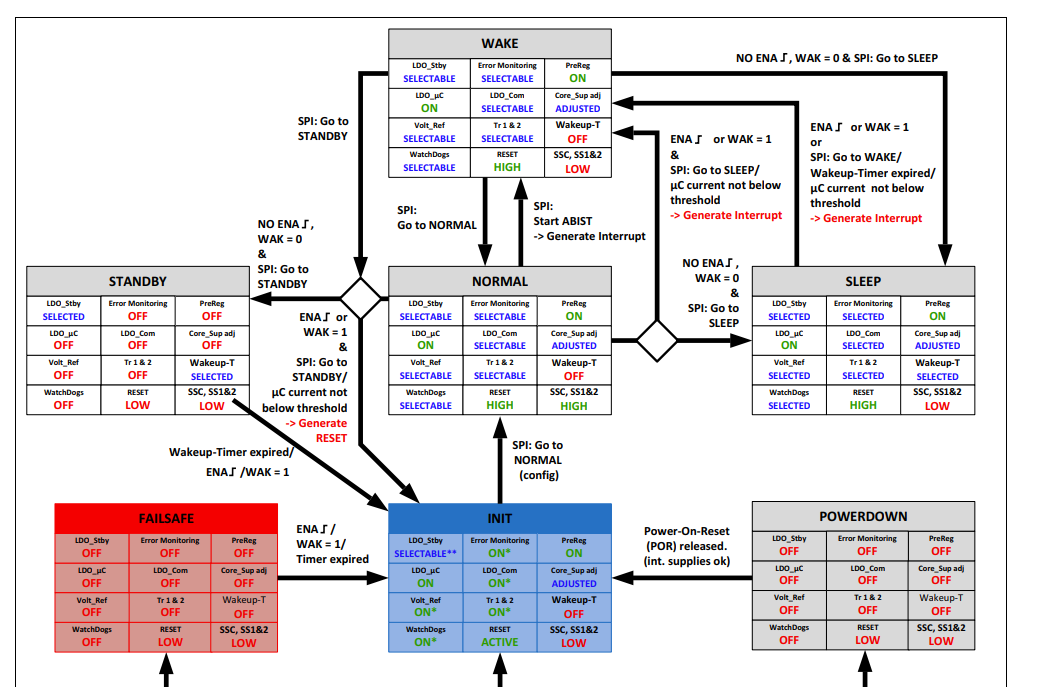 WAKE
LDO_Stby Error Monitoring PreReg
SELECTABLE SELECTABLE ON
LDO_µC LDO_Com Core_Sup adj
ON SELECTABLE ADJUSTED
Volt_Ref Tr 1 & 2 Wakeup-T
SELECTABLE SELECTABLE OFF
WatchDogs RESET SSC, SS1&2
SELECTABLE HIGH LOW
NO ENA ꭍ, WAK = 0 & SPI: Go to SLEEP
SPI: Go to
STANDBY
ENA ꭍ or WAK = 1
&
SPI: Go to SLEEP/
µC current not below
threshold
-> Generate Interrupt
ENA ꭍ or WAK = 1
or
SPI: Go to WAKE/
Wakeup-Timer expired/
µC current not below
threshold
-> Generate Interrupt
SPI:
Go to NORMAL
SPI:
Start ABIST
-> Generate Interrupt
NO ENA ꭍ,
WAK = 0
&
SPI: Go to
STANDBY
NO ENA ꭍ,
WAK = 0
&
SPI: Go to
SLEEP
STANDBY
LDO_Stby Error Monitoring PreReg
SELECTED OFF OFF
LDO_µC LDO_Com Core_Sup adj
OFF OFF OFF
Volt_Ref Tr 1 & 2 Wakeup-T
OFF OFF SELECTED
WatchDogs RESET SSC, SS1&2
OFF LOW LOW
ENA ꭍ or
WAK = 1
&
SPI: Go to
STANDBY/
µC current not
below threshold
-> Generate
RESET
NORMAL
LDO_Stby Error Monitoring PreReg
SELECTABLE SELECTABLE ON
LDO_µC LDO_Com Core_Sup adj
ON SELECTABLE ADJUSTED
Volt_Ref Tr 1 & 2 Wakeup-T
SELECTABLE SELECTABLE OFF
WatchDogs RESET SSC, SS1&2
SELECTABLE HIGH HIGH
SLEEP
LDO_Stby Error Monitoring PreReg
SELECTED SELECTED ON
LDO_µC LDO_Com Core_Sup adj
ON SELECTED ADJUSTED
Volt_Ref Tr 1 & 2 Wakeup-T
SELECTED SELECTED SELECTED
WatchDogs RESET SSC, SS1&2
SELECTED HIGH LOW
Wakeup-Timer expired/
ENA ꭍ /WAK = 1
SPI: Go to
NORMAL
(config)
FAILSAFE
LDO_Stby Error Monitoring PreReg
OFF OFF OFF
LDO_µC LDO_Com Core_Sup adj
OFF OFF OFF
Volt_Ref Tr 1 & 2 Wakeup-T
OFF OFF OFF
WatchDogs RESET SSC, SS1&2
OFF LOW LOW
ENA ꭍ /
WAK = 1/
Timer expired
INIT
LDO_Stby Error Monitoring PreReg
SELECTABLE** ON* ON
LDO_µC LDO_Com Core_Sup adj
ON ON* ADJUSTED
Volt_Ref Tr 1 & 2 Wakeup-T
ON* ON* OFF
WatchDogs RESET SSC, SS1&2
ON* ACTIVE LOW
Power-On-Reset
(POR) released.
(int. supplies ok)
POWERDOWN
LDO_Stby Error Monitoring PreReg
OFF OFF OFF
LDO_µC LDO_Com Core_Sup adj
OFF OFF OFF
Volt_Ref Tr 1 & 2 Wakeup-T
OFF OFF OFF
WatchDogs RESET SSC, SS1&2
OFF LOW LOW